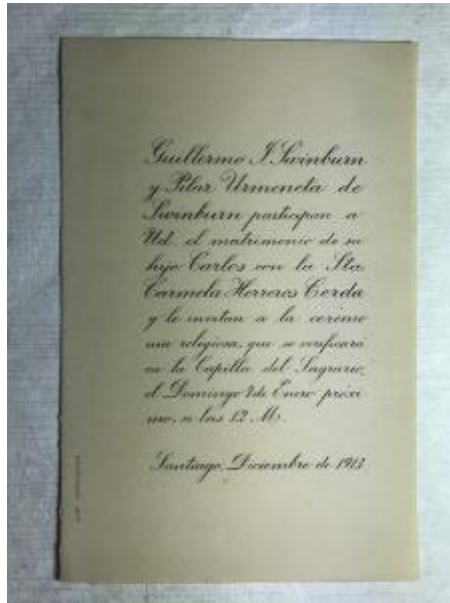 Guillermo J. Swinburn
y Pilar Urmeneta de
Swinburn participan a
Ud. el matrimonio de su
hijo Carlos con la Sta.
Carmela Herreros Cerda
y le invitan a la ceremo
nia religiosa, que se verificará
en la Capilla del Sagrario,
el Domingo de Enero próxi
mo, a las 12 M.
Santiago, Diciembre de 1913